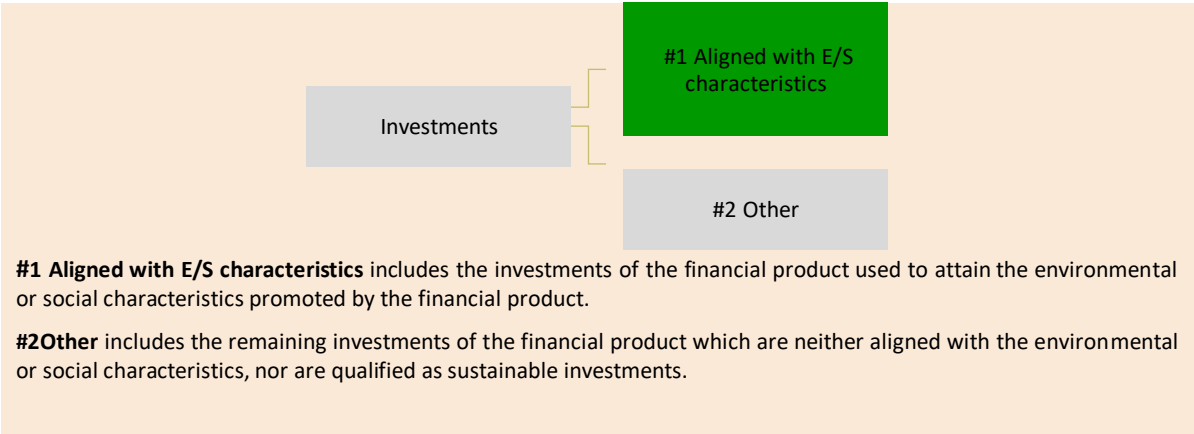 #1 Aligned with E/S
characteristics
Investments
#2 Other
#1 Aligned with E/S characteristics includes the investments of the financial product used to attain the environmental
or social characteristics promoted by the financial product.
#2Other includes the remaining investments of the financial product which are neither aligned with the environmental
or social characteristics, nor are qualified as sustainable investments.